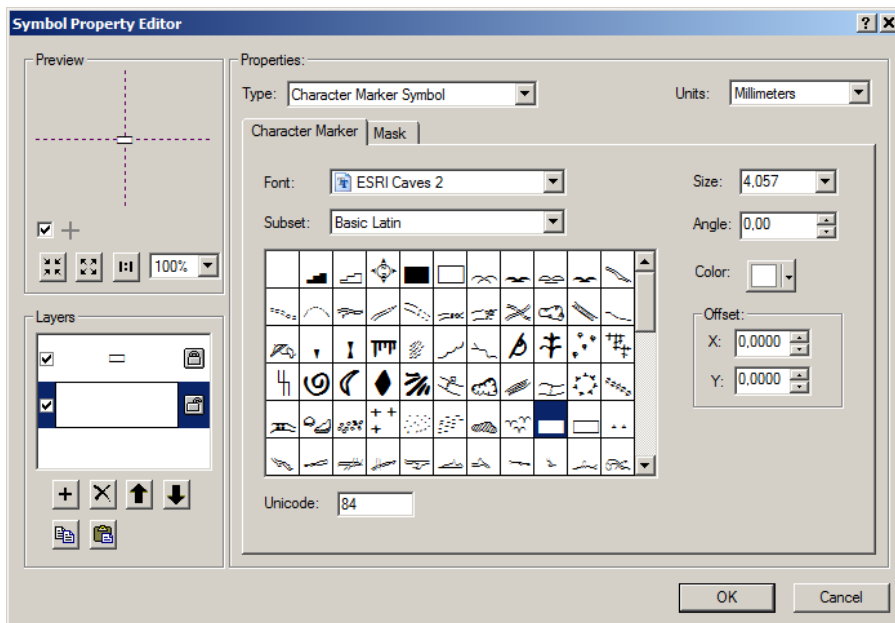 Symbol Property Editor
Preview
100%
Layers
Properties:
Type: Character Marker Symbol
Units: Millimeters
Character Marker
Mask
Font: ESRI Caves 2
Subset: Basic Latin
Unicode: 84
Size: 4,057
Angle: 0,00
Color:
Offset:
X: 0,0000
Y: 0,0000
OK
Cancel